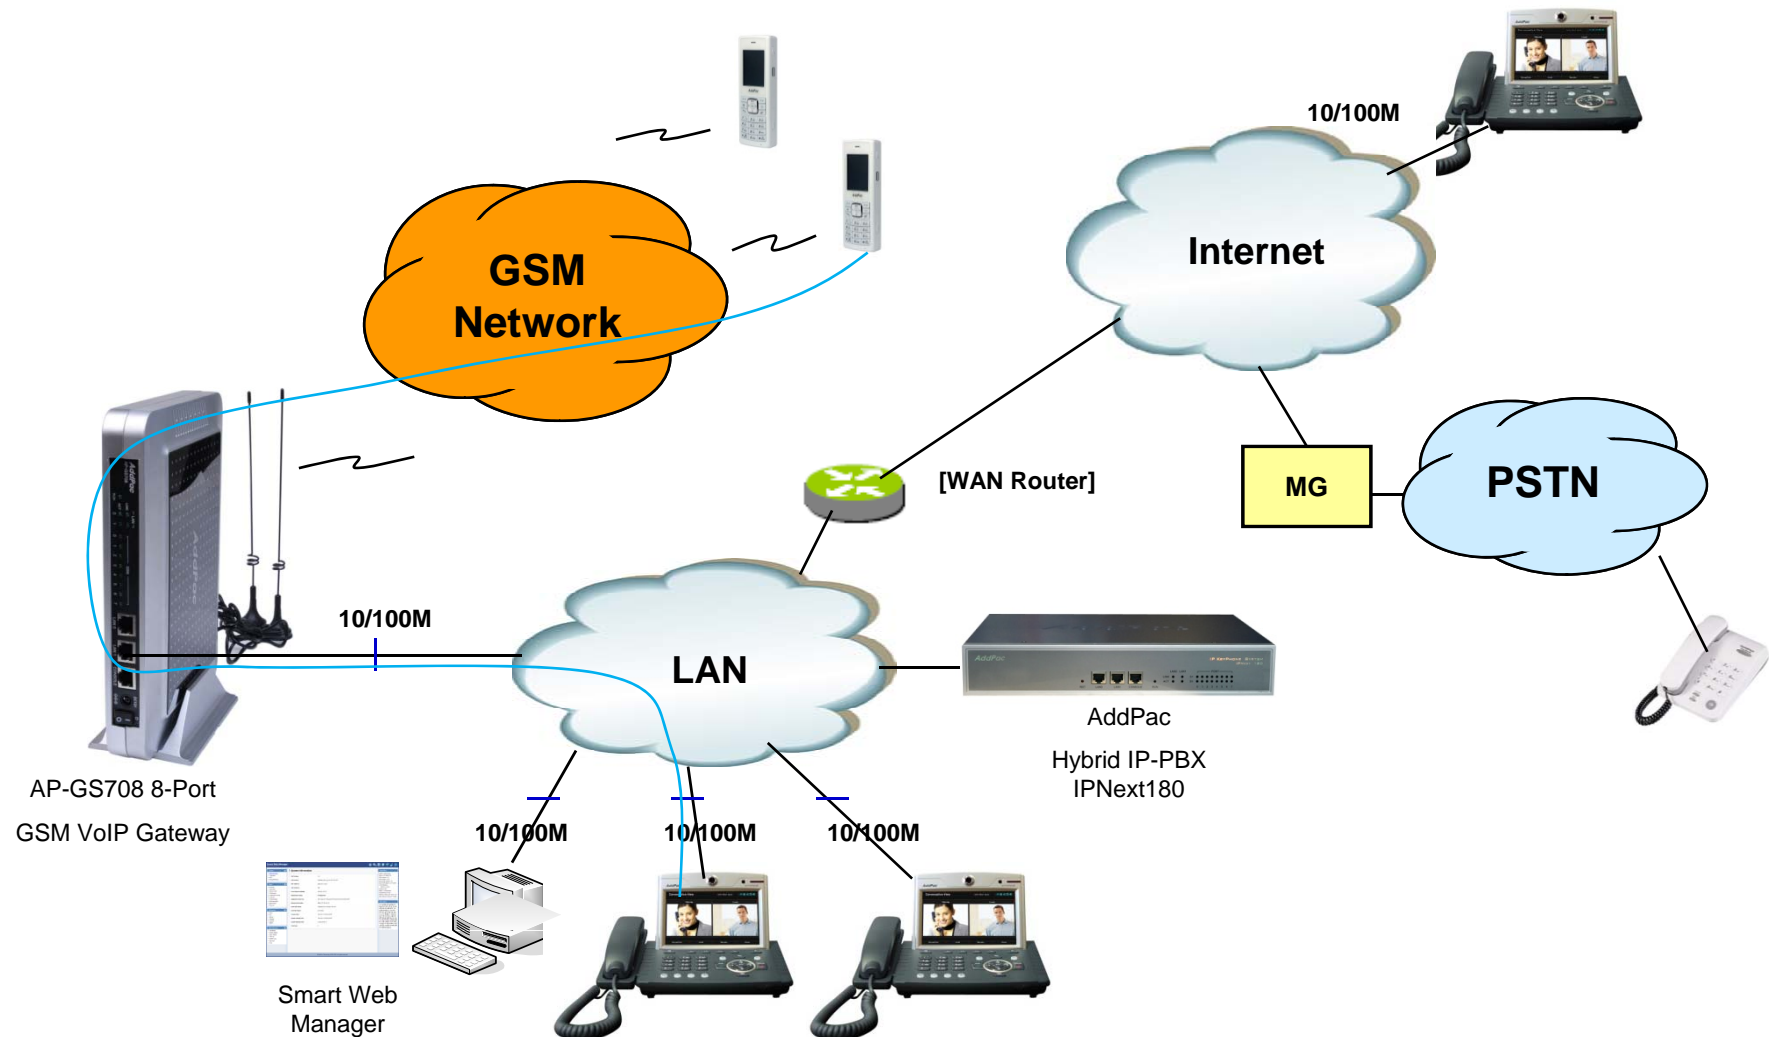 10/100M
Internet
GSM
Network
[WAN Router]
MG
PSTN
10/100M
LAN
AddPac
AddPac
Hybrid IP-PBX
IPNext180
AP-GS708 8-Port
GSM VoIP Gateway
10/100M
10/100M
10/100M
Smart Web
Manager